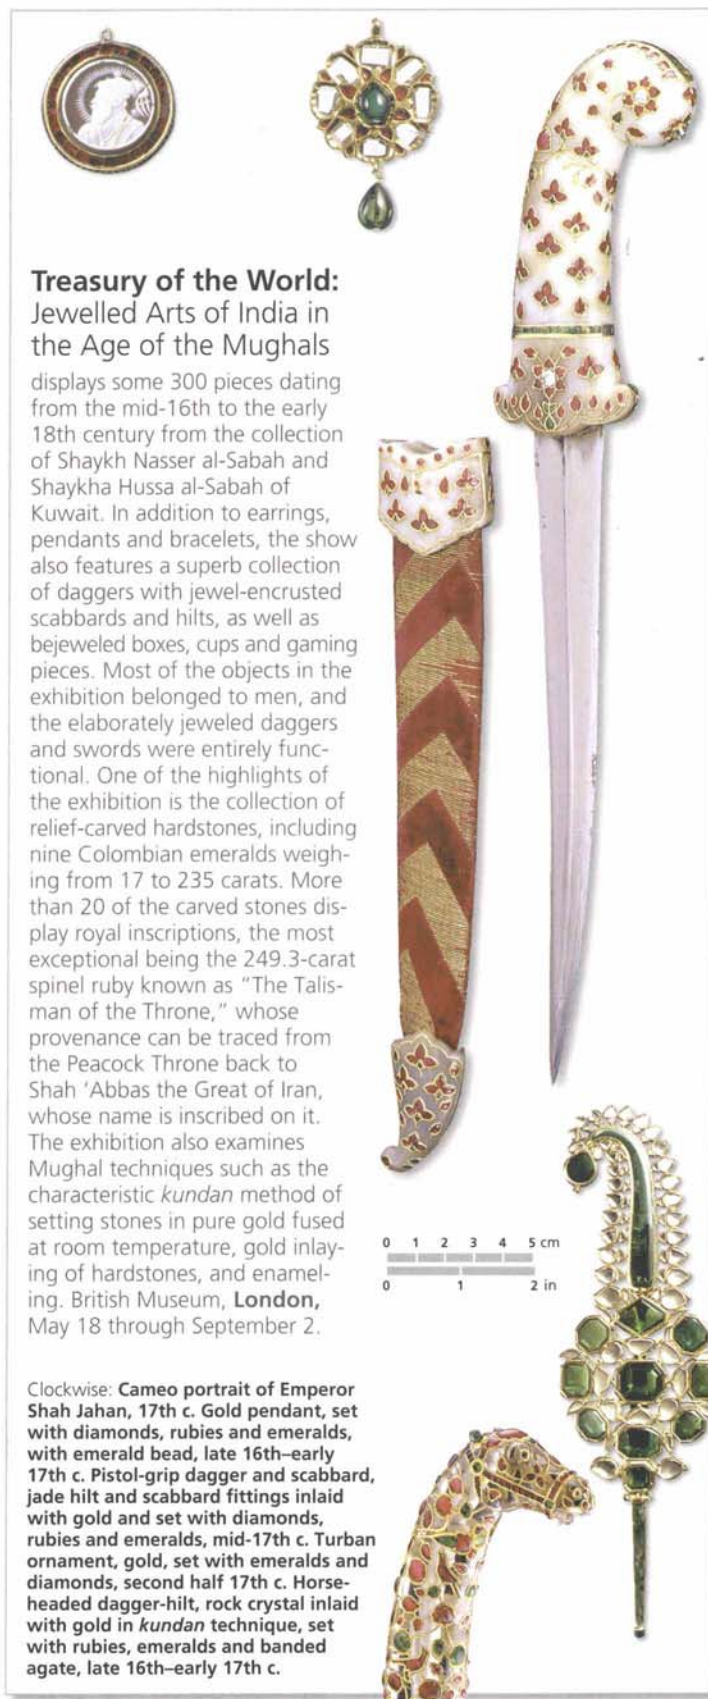 Treasury of the World:
Jewelled Arts of India in
the Age of the Mughals
displays some 300 pieces dating
from the mid-16th to the early
18th century from the collection
of Shaykh Nasser al-Sabah and
Shaykha Hussa al-Sabah of
Kuwait. In addition to earrings,
pendants and bracelets, the show
also features a superb collection
of daggers with jewel-encrusted
scabbards and hilts, as well as
bejeweled boxes, cups and gaming
pieces. Most of the objects in the
exhibition belonged to men, and
the elaborately jeweled daggers
and swords were entirely func-
tional. One of the highlights of
the exhibition is the collection of
relief-carved hardstones, including
nine Colombian emeralds weigh-
ing from 17 to 235 carats. More
than 20 of the carved stones dis-
play royal inscriptions, the most
exceptional being the 249.3-carat
spinel ruby known as "The Talis-
man of the Throne," whose
provenance can be traced from
the Peacock Throne back to
Shah ‘Abbas the Great of Iran,
whose name is inscribed on it.
The exhibition also examines
Mughal techniques such as the
characteristic kundan method of
setting stones in pure gold fused
at room temperature, gold inlay-
ing of hardstones, and enamel-
ing. British Museum, London,
May 18 through September 2.
0 1 2 3 4 5 cm
0 1 2 in
Clockwise: Cameo portrait of Emperor
Shah Jahan, 17th c. Gold pendant, set
with diamonds, rubies and emeralds,
with emerald bead, late 16th–early
17th c. Pistol-grip dagger and scabbard,
jade hilt and scabbard fittings inlaid
with gold and set with diamonds,
rubies and emeralds, mid-17th c. Turban
ornament, gold, set with emeralds and
diamonds, second half 17th c. Horse-
headed dagger-hilt, rock crystal inlaid
with gold in kundan technique, set
with rubies, emeralds and banded
agate, late 16th–early 17th c.